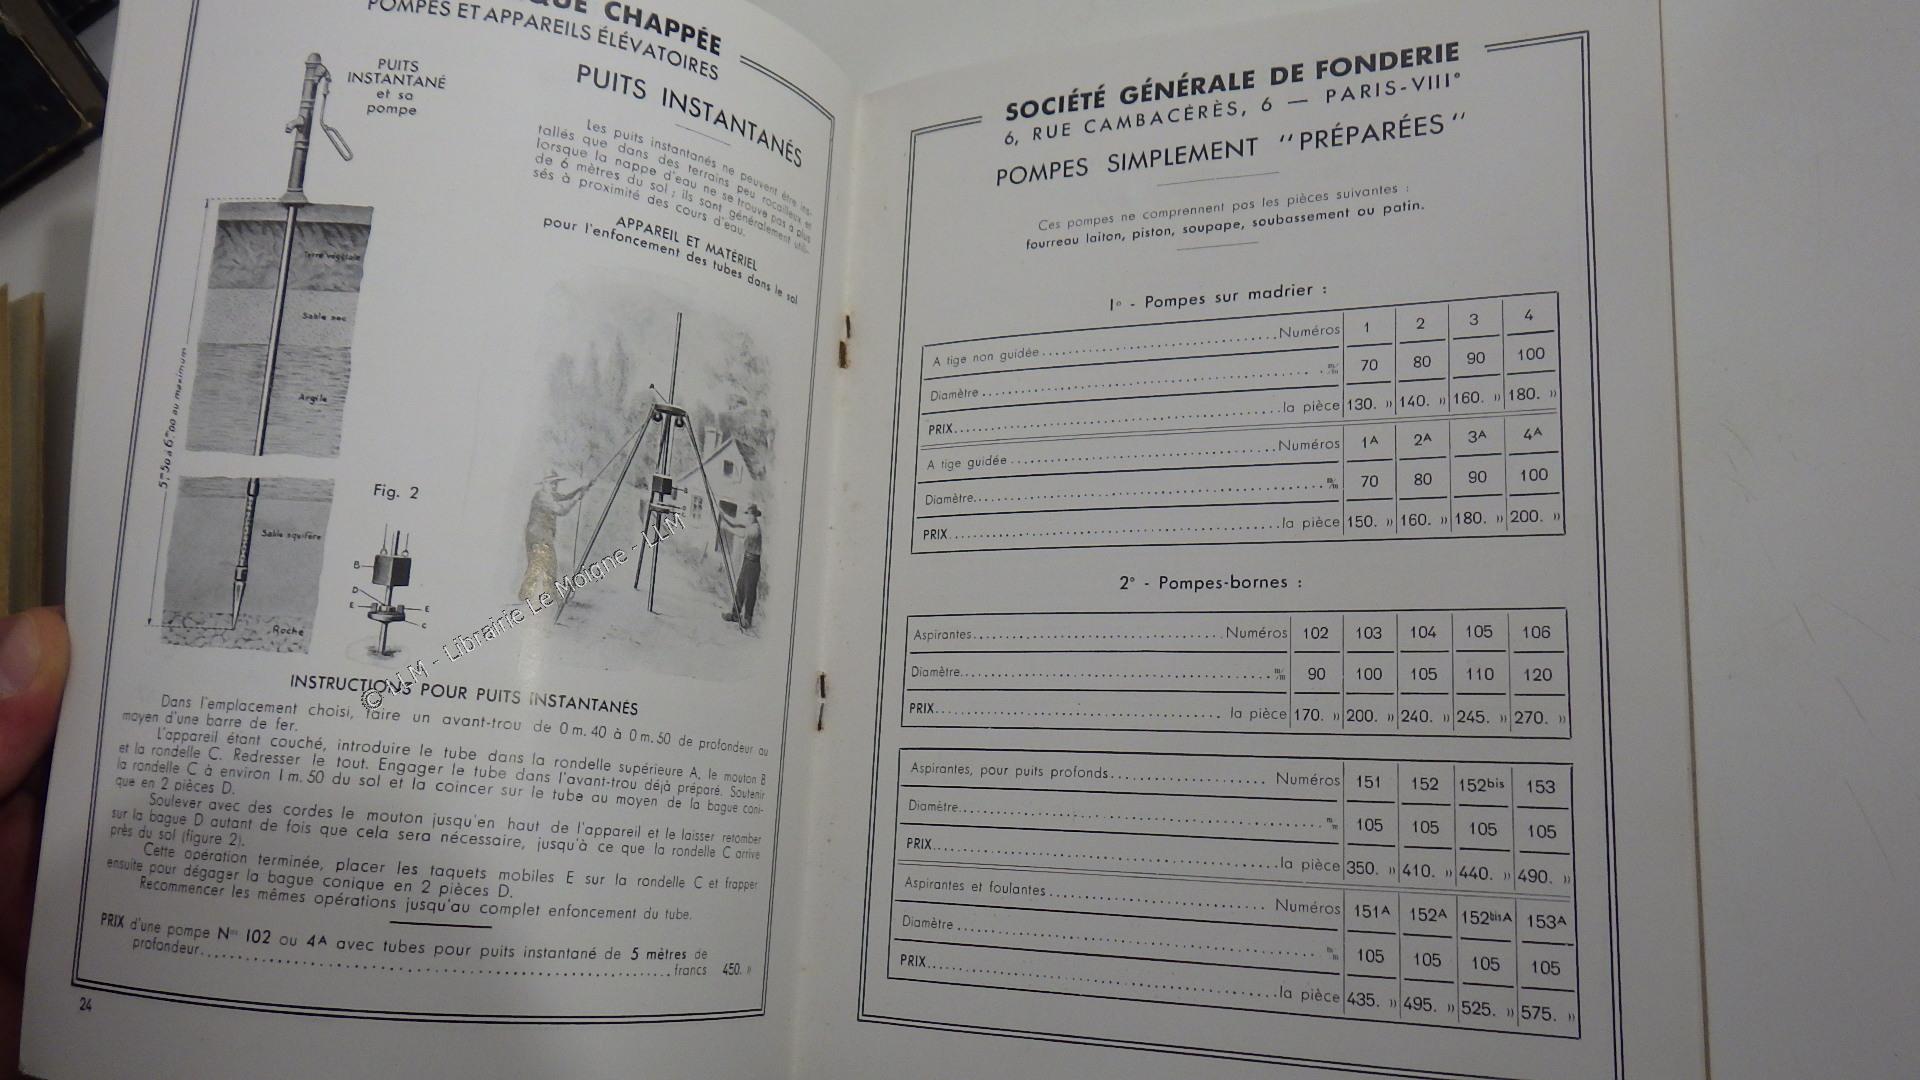 CHAPPÉE
POMPES ET APPAREILS ÉLÉVATOIRES
PUITS
INSTANTANÉ
et sa
pompe
PUITS INSTANTANÉS
Les puits instantanés ne peuvent être ins-
tallés que dans des terrains peu rocailleux et
lorsque la nappe d'eau ne se trouve pas à plus
de 6 mètres du sol ; ils sont généralement utili-
sés à proximité des cours d'eau.
APPAREIL ET MATÉRIEL
pour l'enfoncement des tubes dans le sol
Terre végétale
Sable sec
Argile
5,m50 à 6,m00 au maximum
Sable aquifère
Roche
Fig. 2
B
D
E E
C
A
B
© LLM - Librairie Le Moigne - LLM
INSTRUCTIONS POUR PUITS INSTANTANÉS
Dans l'emplacement choisi, faire un avant-trou de 0 m. 40 à 0 m. 50 de profondeur au
moyen d'une barre de fer.
L'appareil étant couché, introduire le tube dans la rondelle supérieure A, le mouton B
et la rondelle C. Redresser le tout. Engager le tube dans l'avant-trou déjà préparé. Soutenir
la rondelle C à environ 1 m. 50 du sol et la coincer sur le tube au moyen de la bague coni-
que en 2 pièces D.
Soulever avec des cordes le mouton jusqu'en haut de l'appareil et le laisser retomber
sur la bague D autant de fois que cela sera nécessaire, jusqu'à ce que la rondelle C arrive
près du sol (figure 2).
Cette opération terminée, placer les taquets mobiles E sur la rondelle C et frapper
ensuite pour dégager la bague conique en 2 pièces D.
Recommencer les mêmes opérations jusqu'au complet enfoncement du tube.
PRIX d'une pompe Nos 102 ou 4A avec tubes pour puits instantané de 5 mètres de
profondeur.......francs 450. »
24
SOCIÉTÉ GÉNÉRALE DE FONDERIE
6, RUE CAMBACÉRÈS, 6 — PARIS-VIII°
POMPES SIMPLEMENT "PRÉPARÉES"
Ces pompes ne comprennent pas les pièces suivantes :
fourreau laiton, piston, soupape, soubassement ou patin.
1° - Pompes sur madrier :
A tige non guidée.......Numéros 1 2 3 4
Diamètre.......m/m 70 80 90 100
PRIX.......la pièce 130. » 140. » 160. » 180. »
A tige guidée.......Numéros 1A 2A 3A 4A
Diamètre.......m/m 70 80 90 100
PRIX.......la pièce 150. » 160. » 180. » 200. »
2° - Pompes-bornes :
Aspirantes.......Numéros 102 103 104 105 106
Diamètre.......m/m 90 100 105 110 120
PRIX.......la pièce 170. » 200. » 240. » 245. » 270. »
Aspirantes, pour puits profonds.......Numéros 151 152 152bis 153
Diamètre.......m/m 105 105 105 105
PRIX.......la pièce 350. » 410. » 440. » 490. »
Aspirantes et foulantes.......Numéros 151A 152A 152bisA 153A
Diamètre.......m/m 105 105 105 105
PRIX.......la pièce 435. » 495. » 525. » 575. »